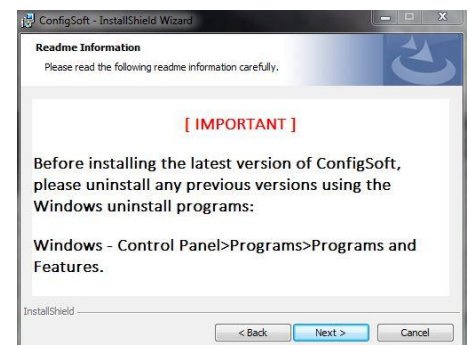 ConfigSoft - InstallShield Wizard
Readme Information
Please read the following readme information carefully.
[ IMPORTANT ]
Before installing the latest version of ConfigSoft,
please uninstall any previous versions using the
Windows uninstall programs:
Windows - Control Panel>Programs>Programs and
Features.
InstallShield
< Back
Next >
Cancel